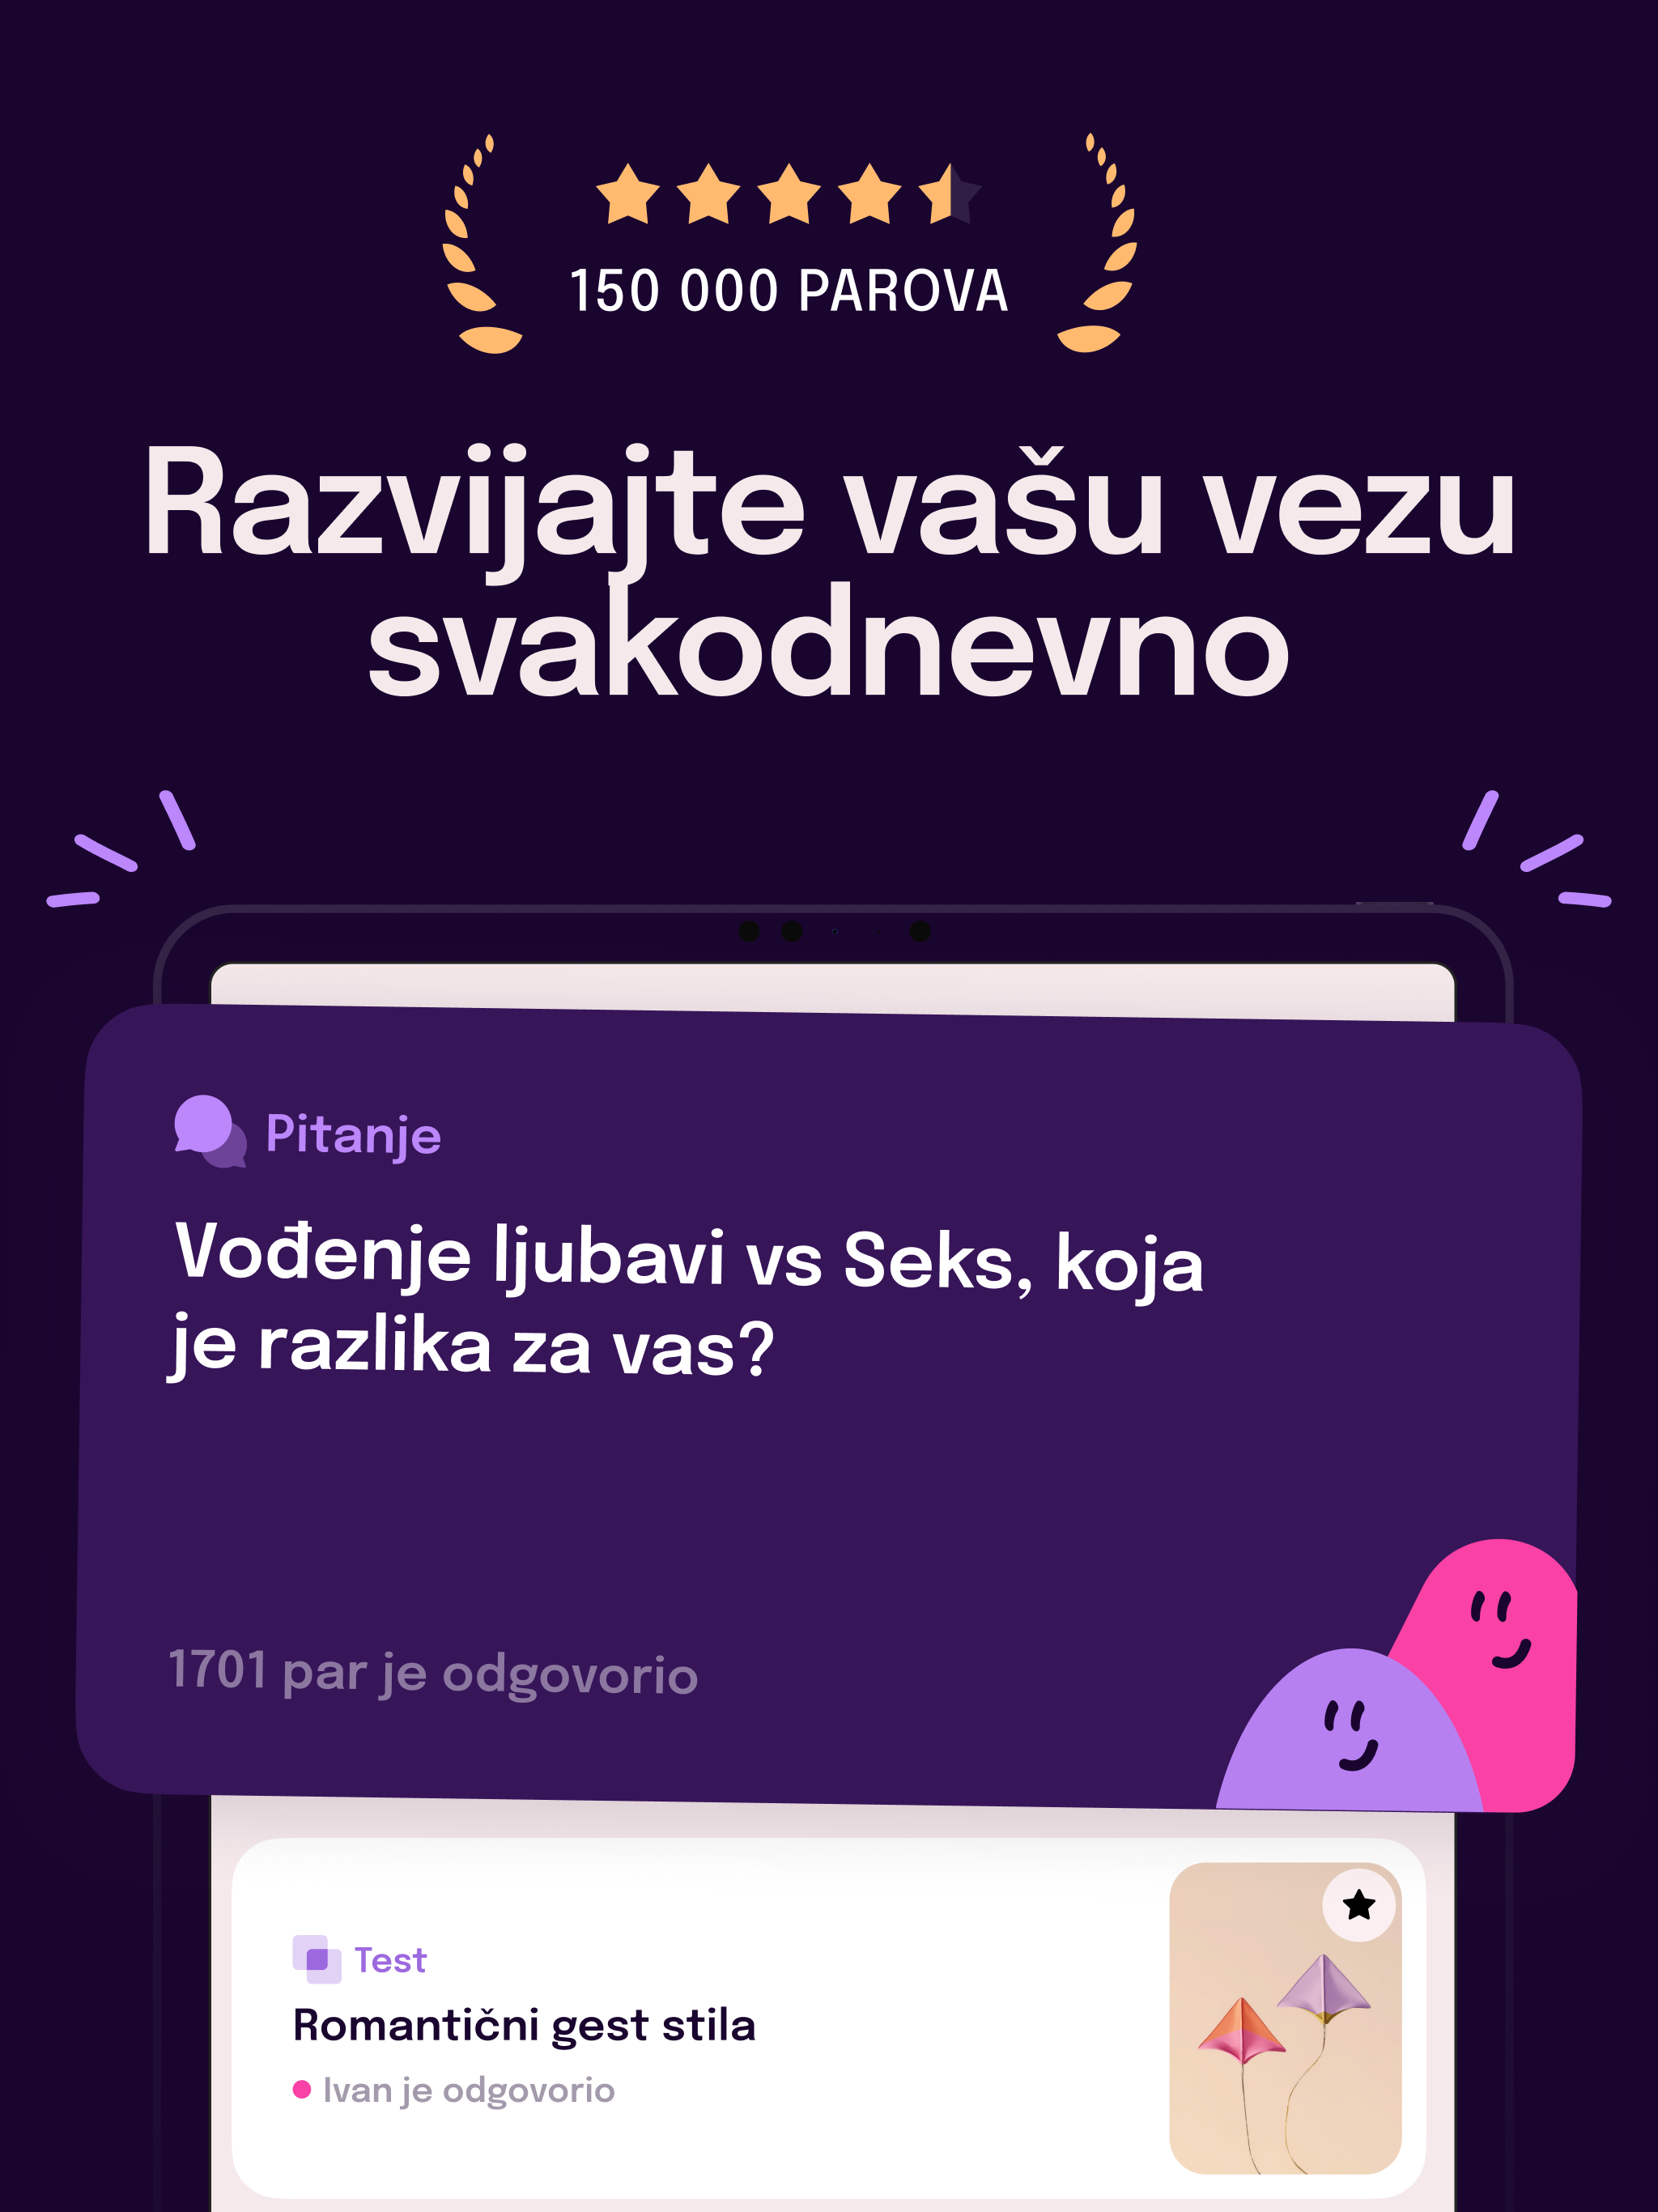 150 000 PAROVA
Razvijajte vašu vezu
svakodnevno
Pitanje
Vođenje ljubavi vs Seks, koja
je razlika za vas?
1701 par je odgovorio
Test
Romantični gest stila
Ivan je odgovorio